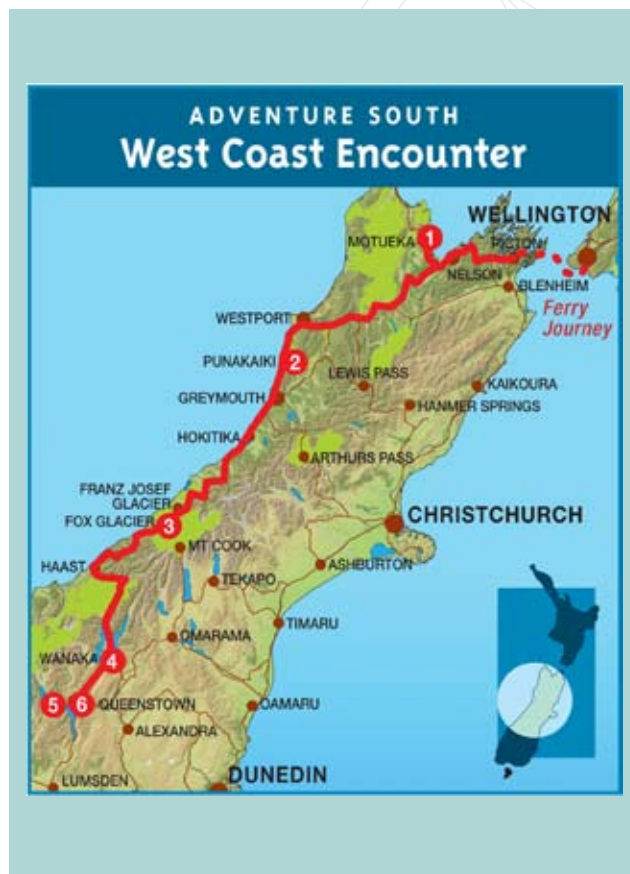 ADVENTURE SOUTH
West Coast Encounter
WELLINGTON
MOTUEKA
1
PICTON
NELSON
BLENHEIM
Ferry
Journey
WESTPORT
PUNAKAIKI
2
LEWIS PASS
KAIKOURA
GREYMOUTH
HANMER SPRINGS
HOKITIKA
ARTHURS PASS
FRANZ JOSEF
GLACIER
FOX GLACIER
3
CHRISTCHURCH
MT COOK
HAAST
ASHBURTON
TEKAPO
TIMARU
OMARAMA
WANAKA
4
5
6
QUEENSTOWN
OAMARU
ALEXANDRA
LUMSDEN
DUNEDIN